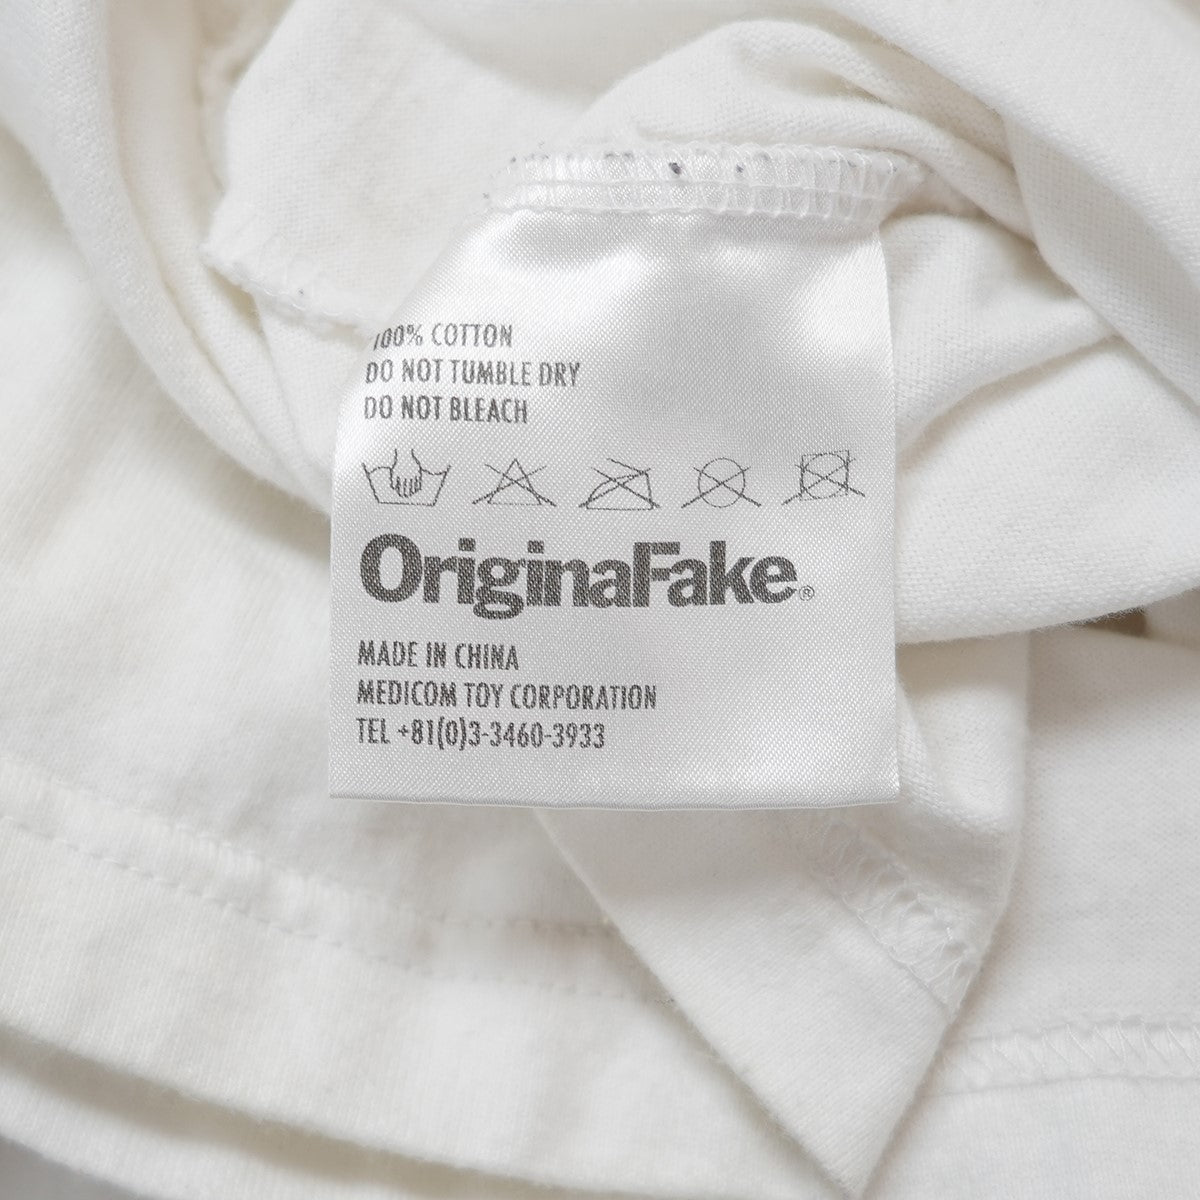 100% COTTON
DO NOT TUMBLE DRY
DO NOT BLEACH
OriginalFake®
MADE IN CHINA
MEDICOM TOY CORPORATION
TEL +81(0)3-3460-3933